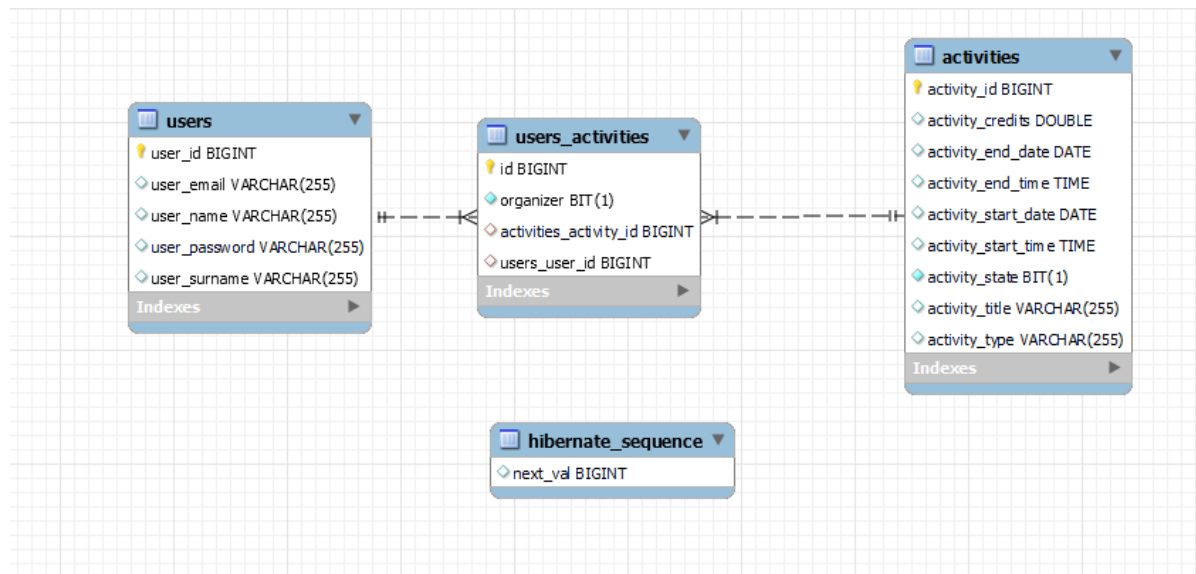 users
user_id BIGINT
user_email VARCHAR(255)
user_name VARCHAR(255)
user_password VARCHAR(255)
user_surname VARCHAR(255)
Indexes
users_activities
id BIGINT
organizer BIT(1)
activities_activity_id BIGINT
users_user_id BIGINT
Indexes
activities
activity_id BIGINT
activity_credits DOUBLE
activity_end_date DATE
activity_end_time TIME
activity_start_date DATE
activity_start_time TIME
activity_state BIT(1)
activity_title VARCHAR(255)
activity_type VARCHAR(255)
Indexes
hibernate_sequence
next_val BIGINT